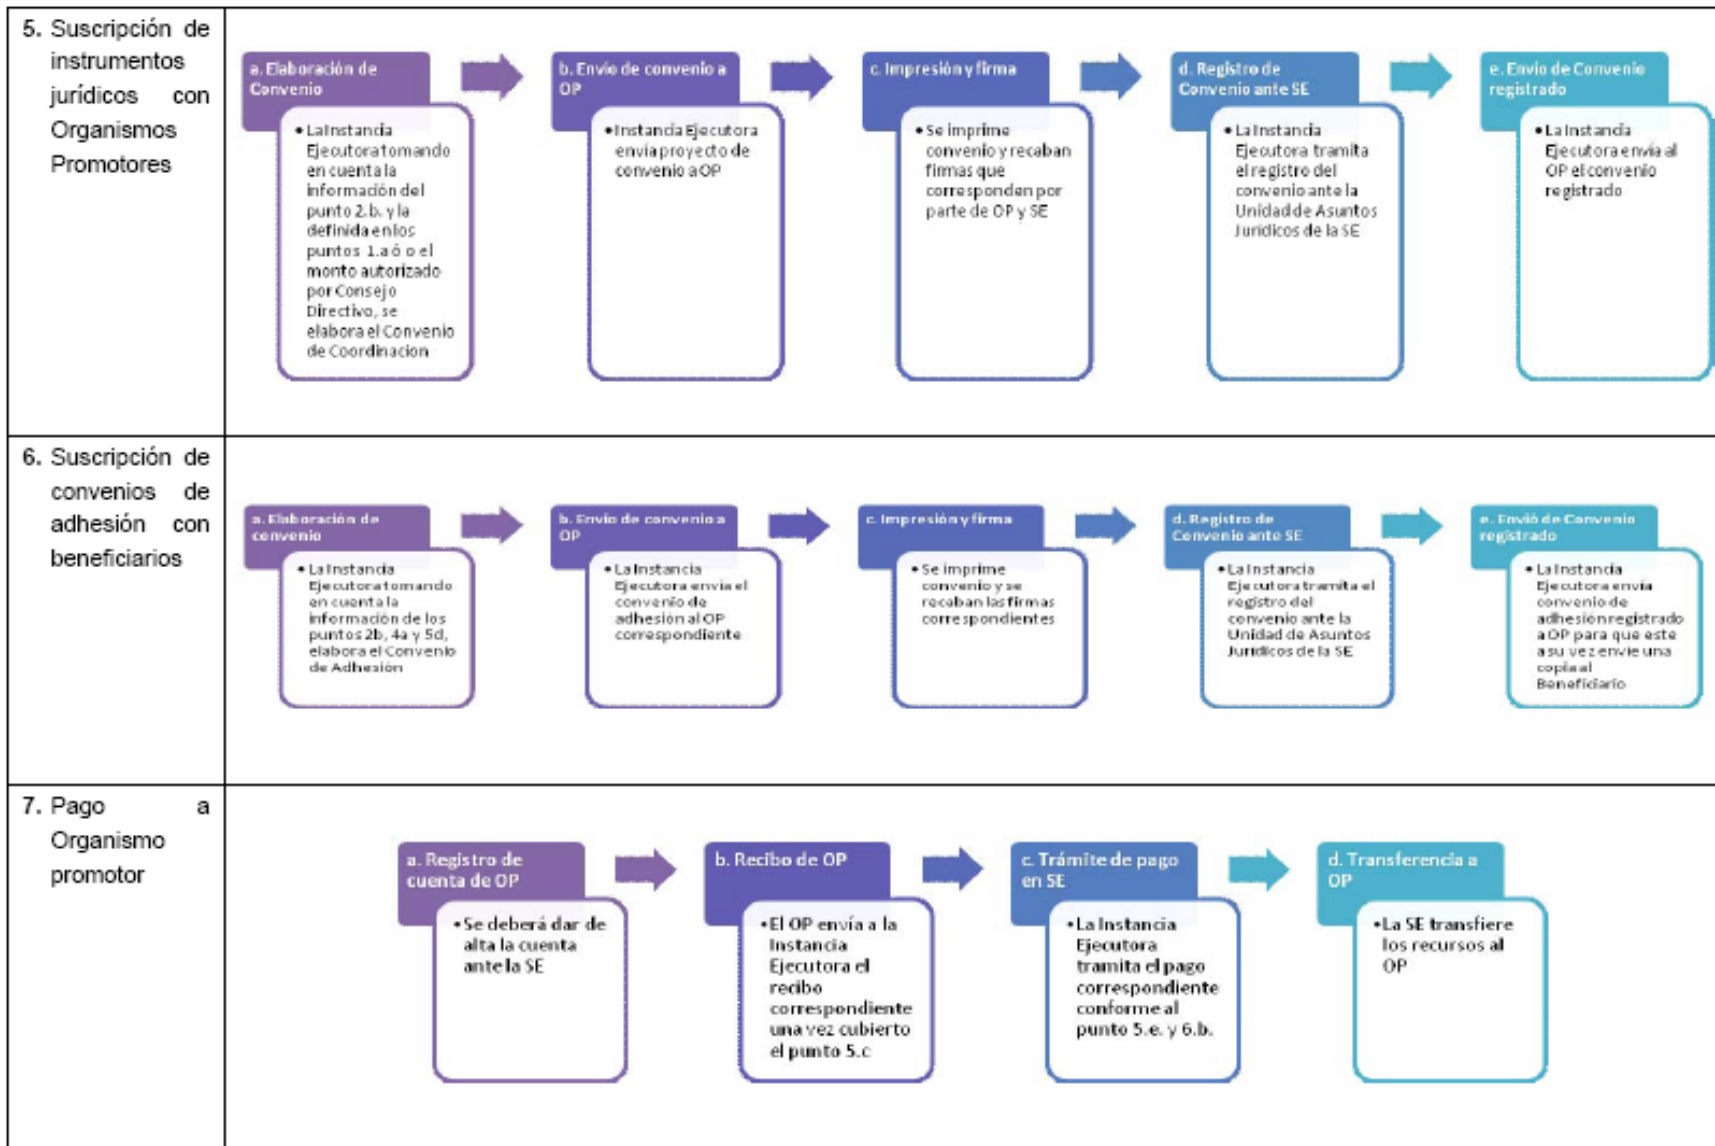 5. Suscripción de
instrumentos
jurídicos con
Organismos
Promotores
a. Elaboración de
Convenio
• La Instancia
Ejecutora tomando
en cuenta la
información del
punto 2.b. y la
definida en los
puntos 1.a ó o el
monto autorizado
por Consejo
Directivo, se
elabora el Convenio
de Coordinacion
b. Envío de convenio a
OP
• Instancia Ejecutora
envía proyecto de
convenio a OP
c. Impresión y firma
• Se imprime
convenio y recaban
firmas que
corresponden por
parte de OP y SE
d. Registro de
Convenio ante SE
• La Instancia
Ejecutora tramita
el registro del
convenio ante la
Unidad de Asuntos
Jurídicos de la SE
e. Envío de Convenio
registrado
• La Instancia
Ejecutora envía al
OP el convenio
registrado
6. Suscripción de
convenios de
adhesión con
beneficiarios
a. Elaboración de
convenio
• La Instancia
Ejecutora tomando
en cuenta la
información de los
puntos 2b, 4a y 5d,
elabora el Convenio
de Adhesión
b. Envío de convenio a
OP
• La Instancia
Ejecutora envía el
convenio de
adhesión al OP
correspondiente
c. Impresión y firma
• Se imprime
convenio y se
recaban las firmas
correspondientes
d. Registro de
Convenio ante SE
• La Instancia
Ejecutora tramita el
registro del
convenio ante la
Unidad de Asuntos
Jurídicos de la SE
e. Envió de Convenio
registrado
• La Instancia
Ejecutora envía
convenio de
adhesión registrado
a OP para que este
a su vez envíe una
copia al
Beneficiario
7. Pago a
Organismo
promotor
a. Registro de
cuenta de OP
• Se deberá dar de
alta la cuenta
ante la SE
b. Recibo de OP
• El OP envía a la
Instancia
Ejecutora el
recibo
correspondiente
una vez cubierto
el punto 5.c
c. Trámite de pago
en SE
• La Instancia
Ejecutora
tramita el pago
correspondiente
conforme al
punto 5.e. y 6.b.
d. Transferencia a
OP
• La SE transfiere
los recursos al
OP